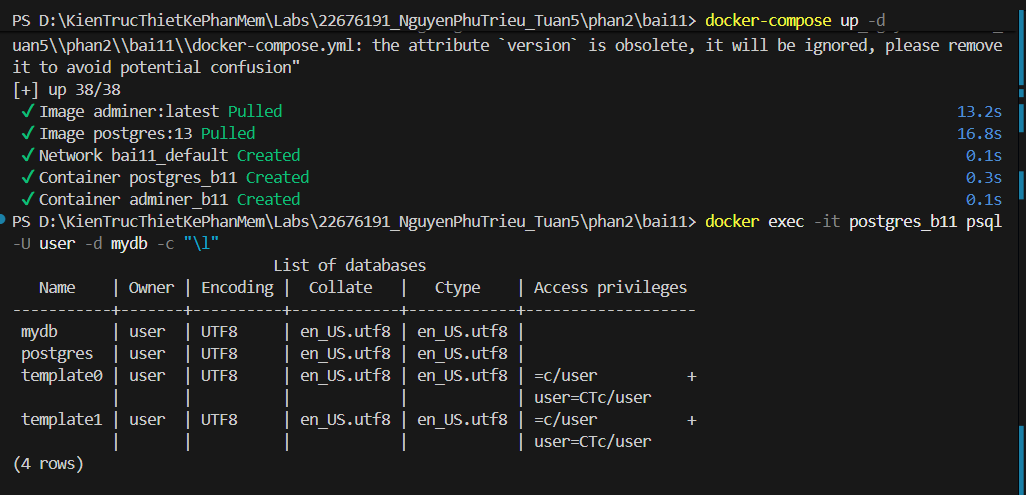 PS D:\KienTrucThietKePhanMem\Labs\22676191_NguyenPhuTrieu_Tuan5\phan2\bai11> docker-compose up -d
uan5\\phan2\\bai11\\docker-compose.yml: the attribute `version` is obsolete, it will be ignored, please remove
it to avoid potential confusion"
[+] up 38/38
✓ Image adminer:latest Pulled 13.2s
✓ Image postgres:13 Pulled 16.8s
✓ Network bai11_default Created 0.1s
✓ Container postgres_b11 Created 0.3s
✓ Container adminer_b11 Created 0.1s
PS D:\KienTrucThietKePhanMem\Labs\22676191_NguyenPhuTrieu_Tuan5\phan2\bai11> docker exec -it postgres_b11 psql
-U user -d mydb -c "\l"
List of databases
Name | Owner | Encoding | Collate | Ctype | Access privileges
-----------+-------+----------+------------+------------+-------------------
mydb | user | UTF8 | en_US.utf8 | en_US.utf8 |
postgres | user | UTF8 | en_US.utf8 | en_US.utf8 |
template0 | user | UTF8 | en_US.utf8 | en_US.utf8 | =c/user +
| | | | | user=CTc/user
template1 | user | UTF8 | en_US.utf8 | en_US.utf8 | =c/user +
| | | | | user=CTc/user
(4 rows)